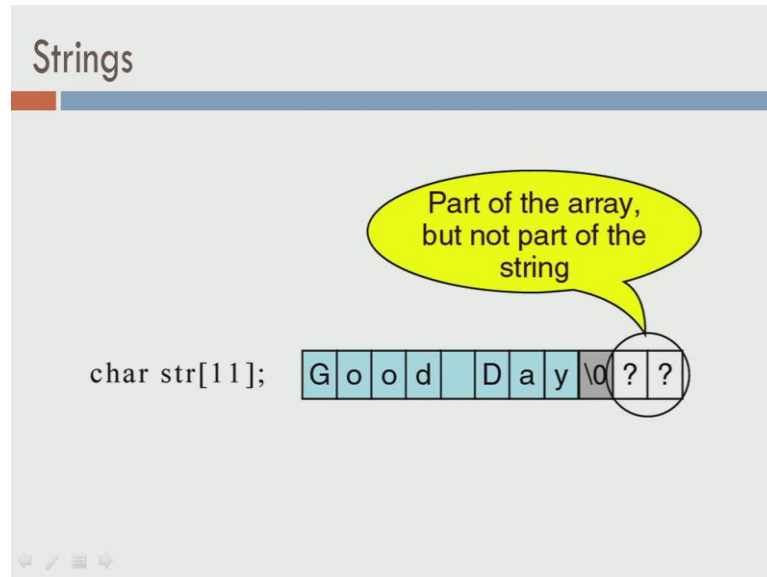 Strings
Part of the array,
but not part of the
string
char str[11];
G o o d   D a y \0 ? ?